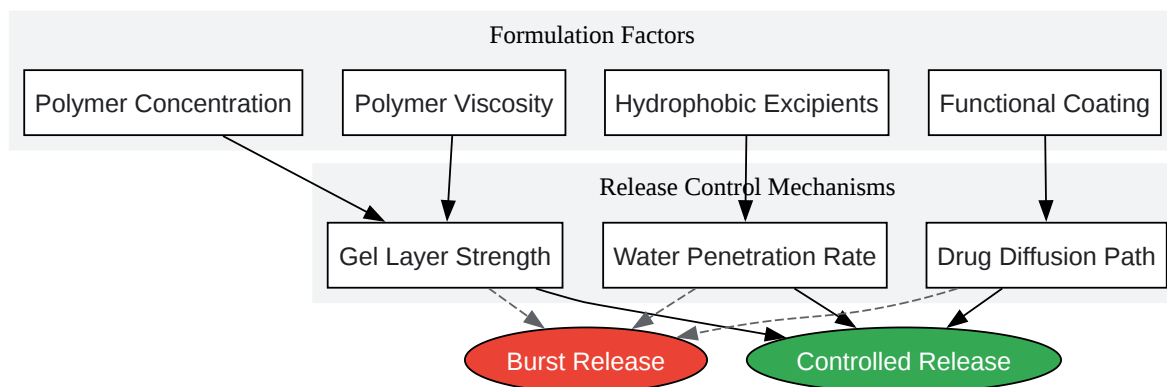 Formulation Factors
Polymer Concentration
Polymer Viscosity
Hydrophobic Excipients
Functional Coating
Release Control Mechanisms
Gel Layer Strength
Water Penetration Rate
Drug Diffusion Path
Burst Release
Controlled Release